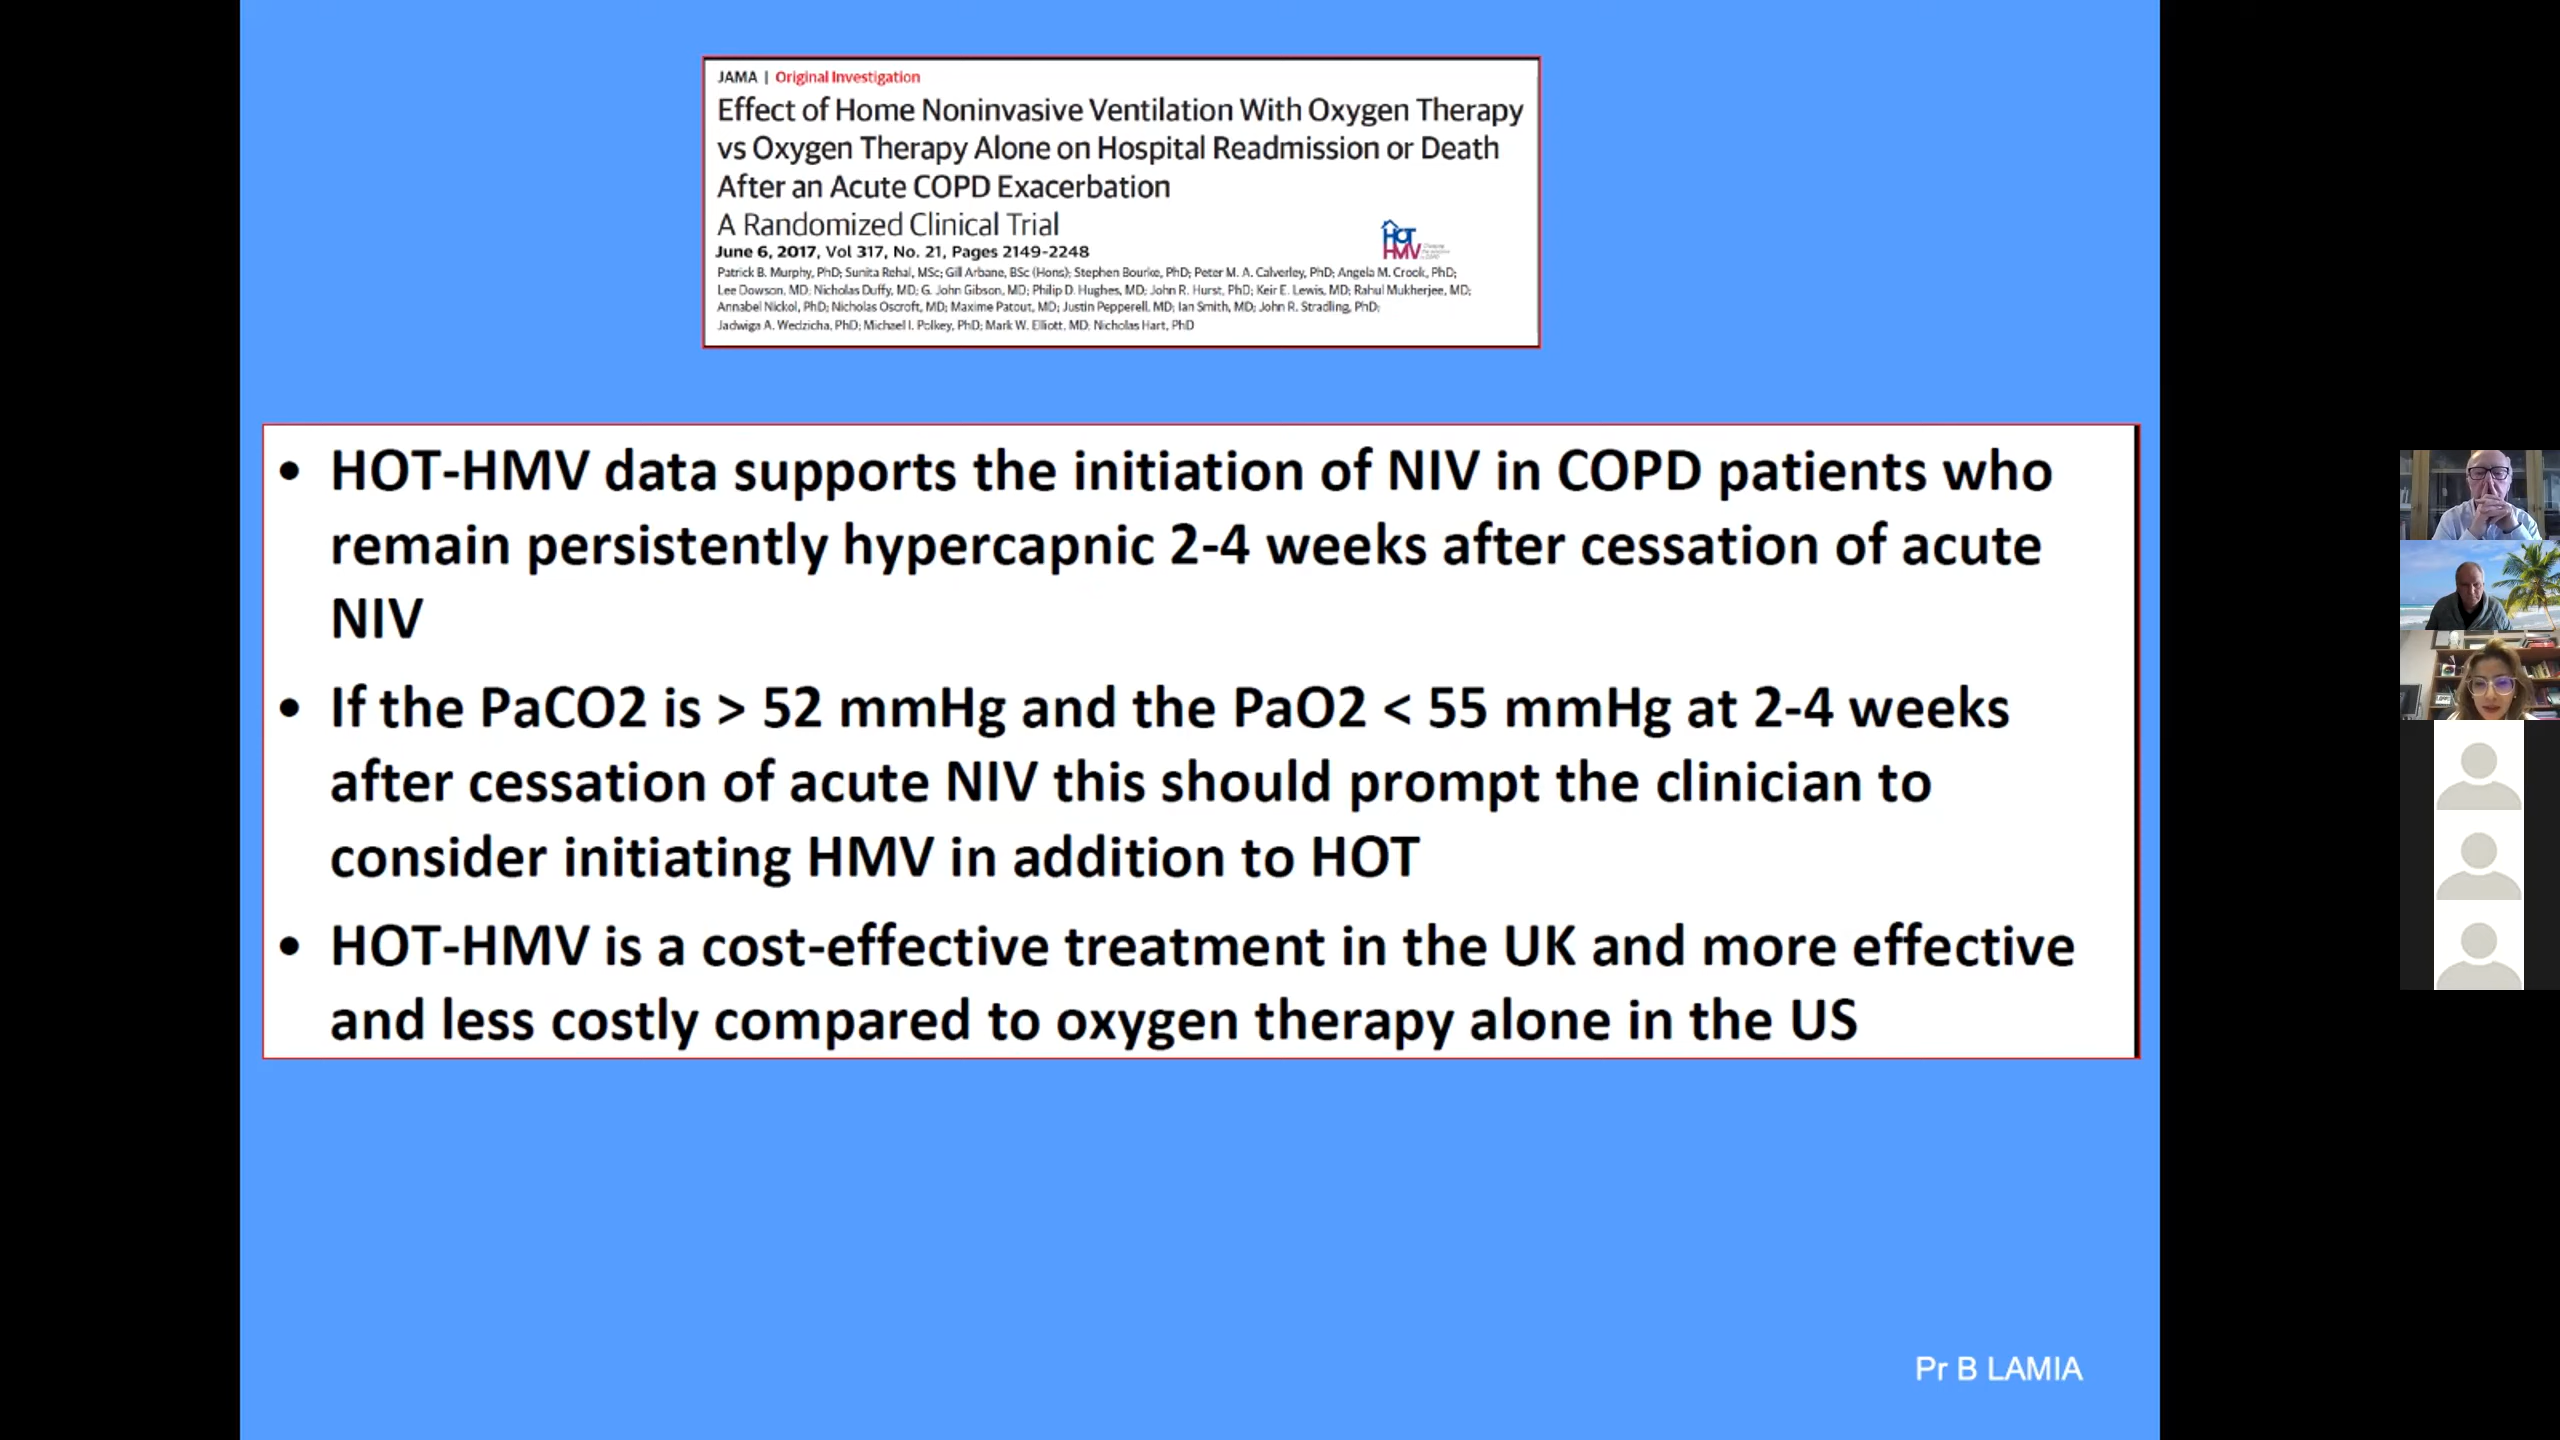 JAMA | Original Investigation
Effect of Home Noninvasive Ventilation With Oxygen Therapy
vs Oxygen Therapy Alone on Hospital Readmission or Death
After an Acute COPD Exacerbation
A Randomized Clinical Trial
June 6, 2017, Vol 317, No. 21, Pages 2149-2248
HOT
HMV
Patrick B. Murphy, PhD; Sunita Rehal, MSc; Gill Arbane, BSc (Hons); Stephen Bourke, PhD; Peter M. A. Calverley, PhD; Angela M. Crook, PhD;
Lee Dowson, MD; Nicholas Duffy, MD; G. John Gibson, MD; Philip D. Hughes, MD; John R. Hurst, PhD; Keir E. Lewis, MD; Rahul Mukherjee, MD;
Annabel Nickol, PhD; Nicholas Oscroft, MD; Maxime Patout, MD; Justin Pepperell, MD; Ian Smith, MD; John R. Stradling, PhD;
Jadwiga A. Wedzicha, PhD; Michael I. Polkey, PhD; Mark W. Elliott, MD; Nicholas Hart, PhD
• HOT-HMV data supports the initiation of NIV in COPD patients who
remain persistently hypercapnic 2-4 weeks after cessation of acute
NIV
• If the PaCO2 is > 52 mmHg and the PaO2 < 55 mmHg at 2-4 weeks
after cessation of acute NIV this should prompt the clinician to
consider initiating HMV in addition to HOT
• HOT-HMV is a cost-effective treatment in the UK and more effective
and less costly compared to oxygen therapy alone in the US
Pr B LAMIA